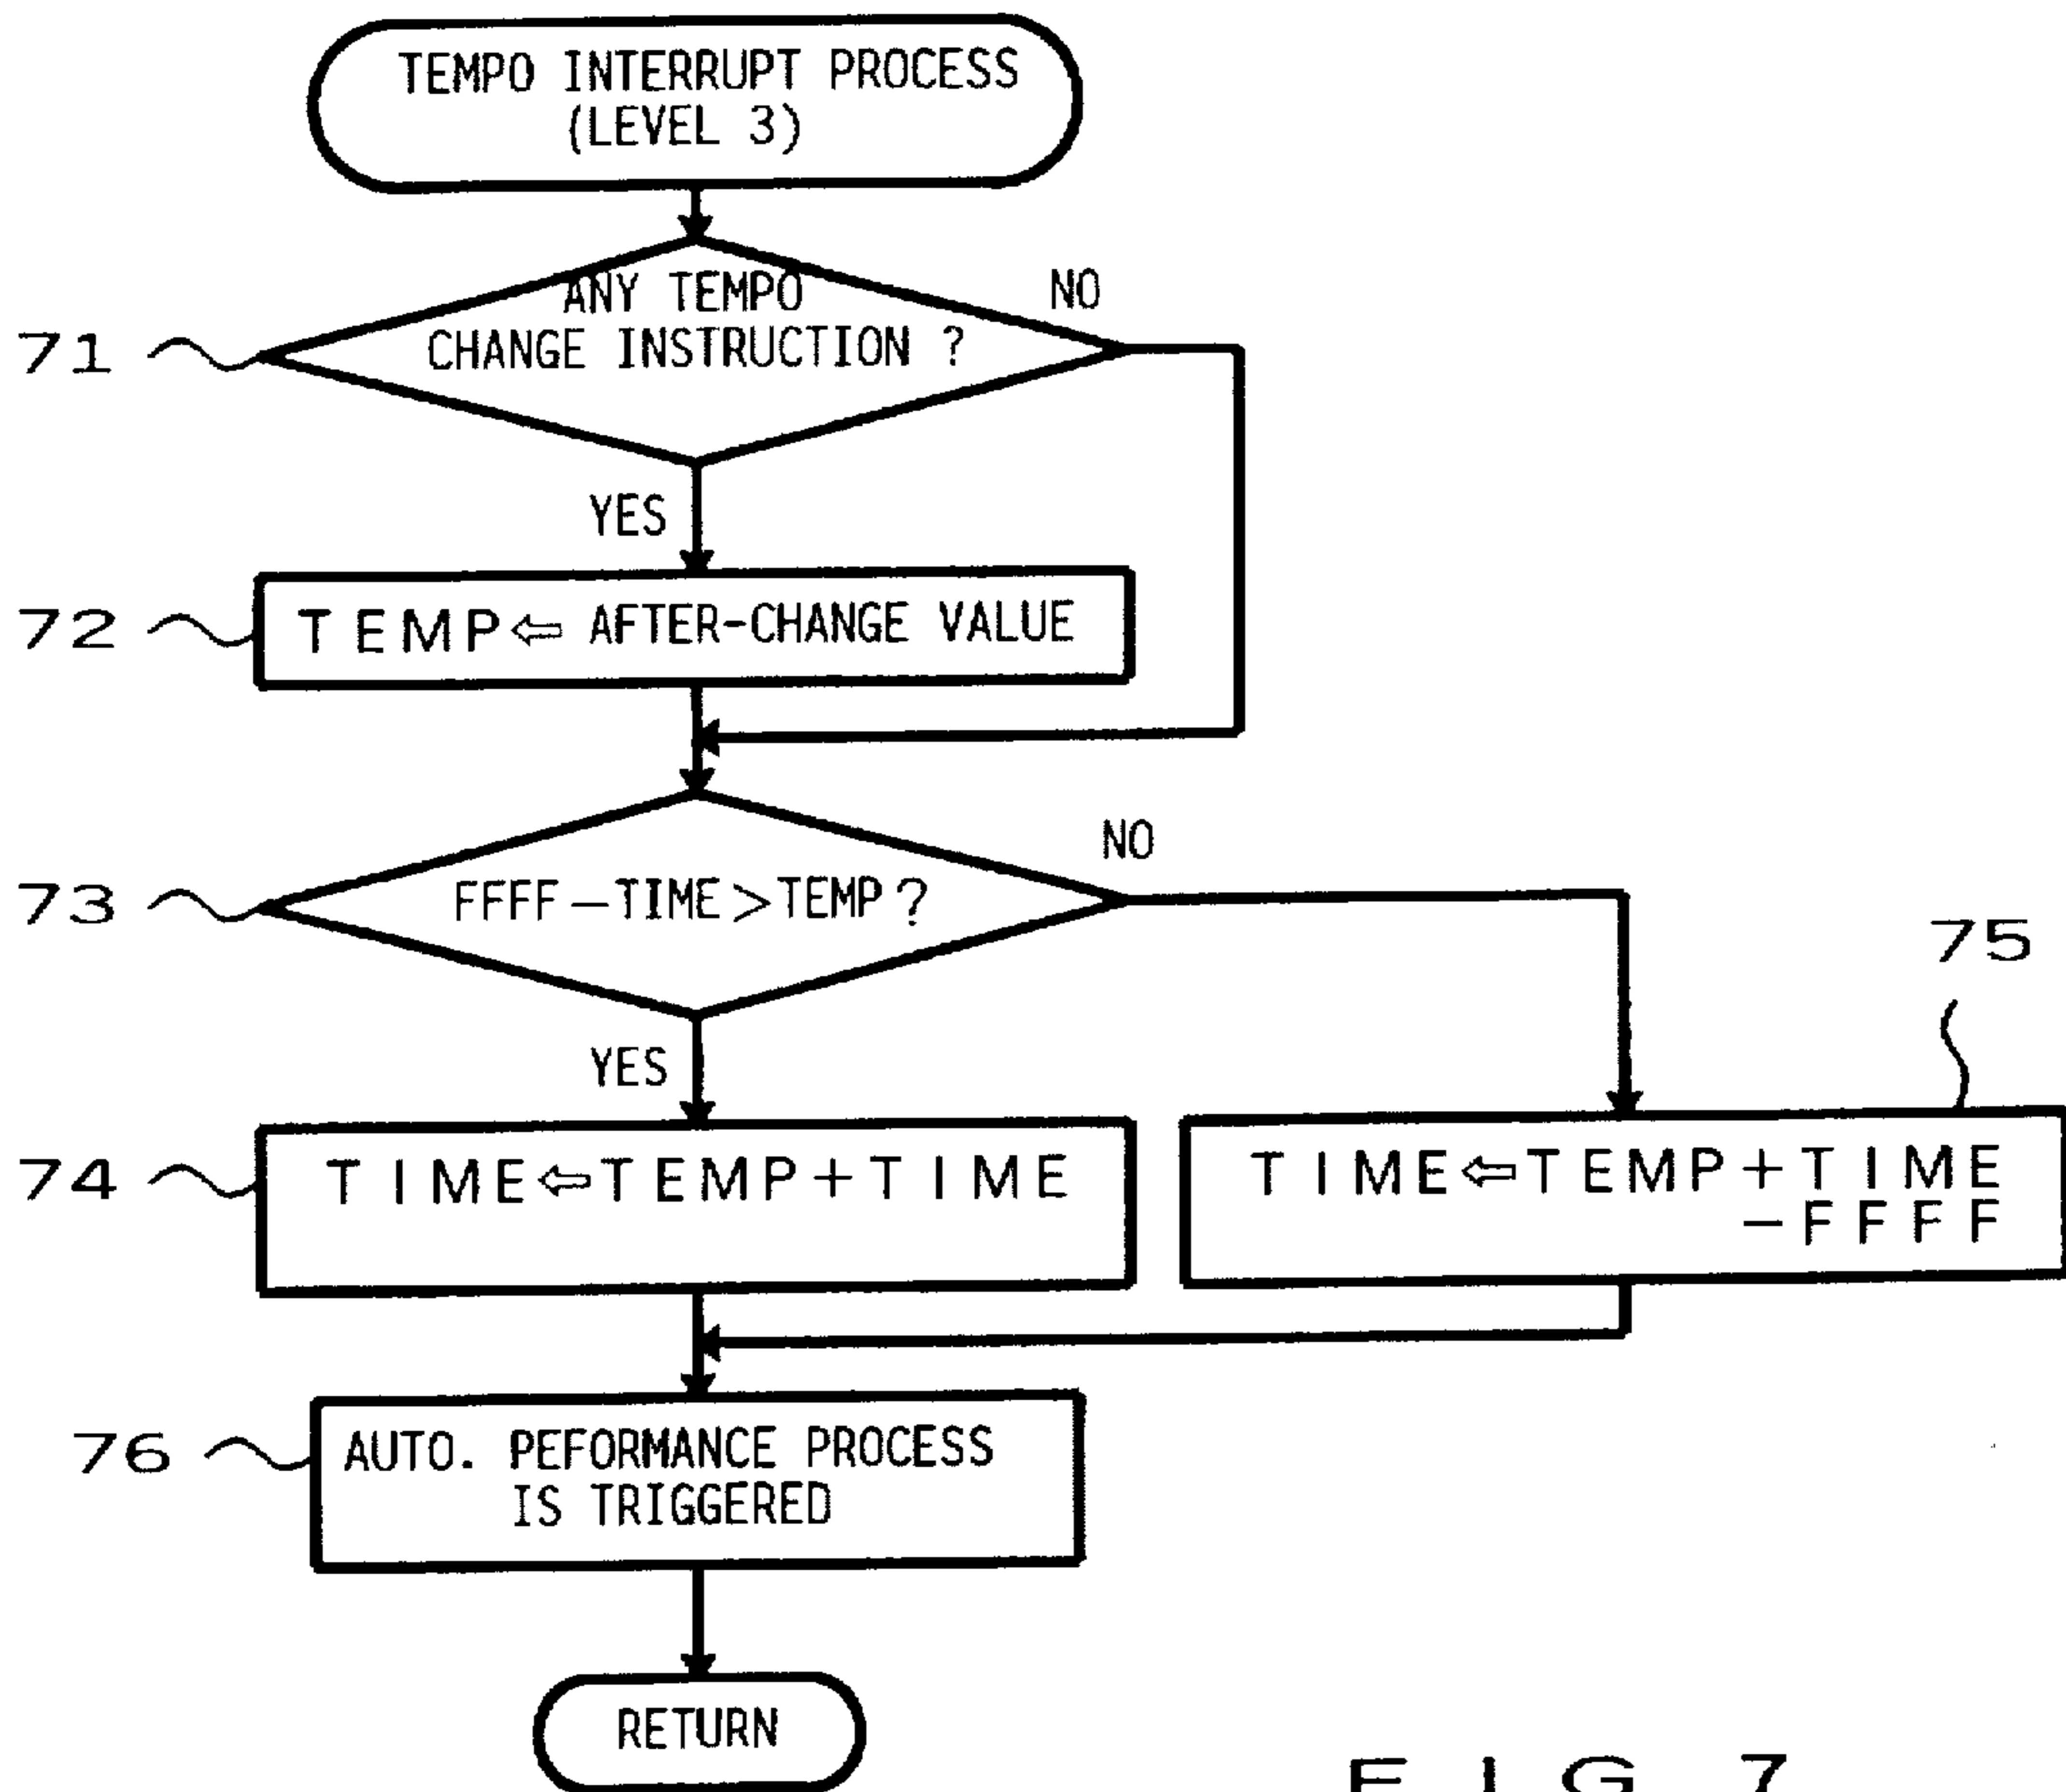 TEMPO INTERRUPT PROCESS
(LEVEL 3)
ANY TEMPO
CHANGE INSTRUCTION ?
NO
71
YES
72
TEMP⇐ AFTER-CHANGE VALUE
NO
73
FFFF−TIME>TEMP?
75
YES
74
TIME⇐TEMP+TIME
TIME⇐TEMP+TIME
−FFFF
76
AUTO. PEFORMANCE PROCESS
IS TRIGGERED
RETURN
FIG 7